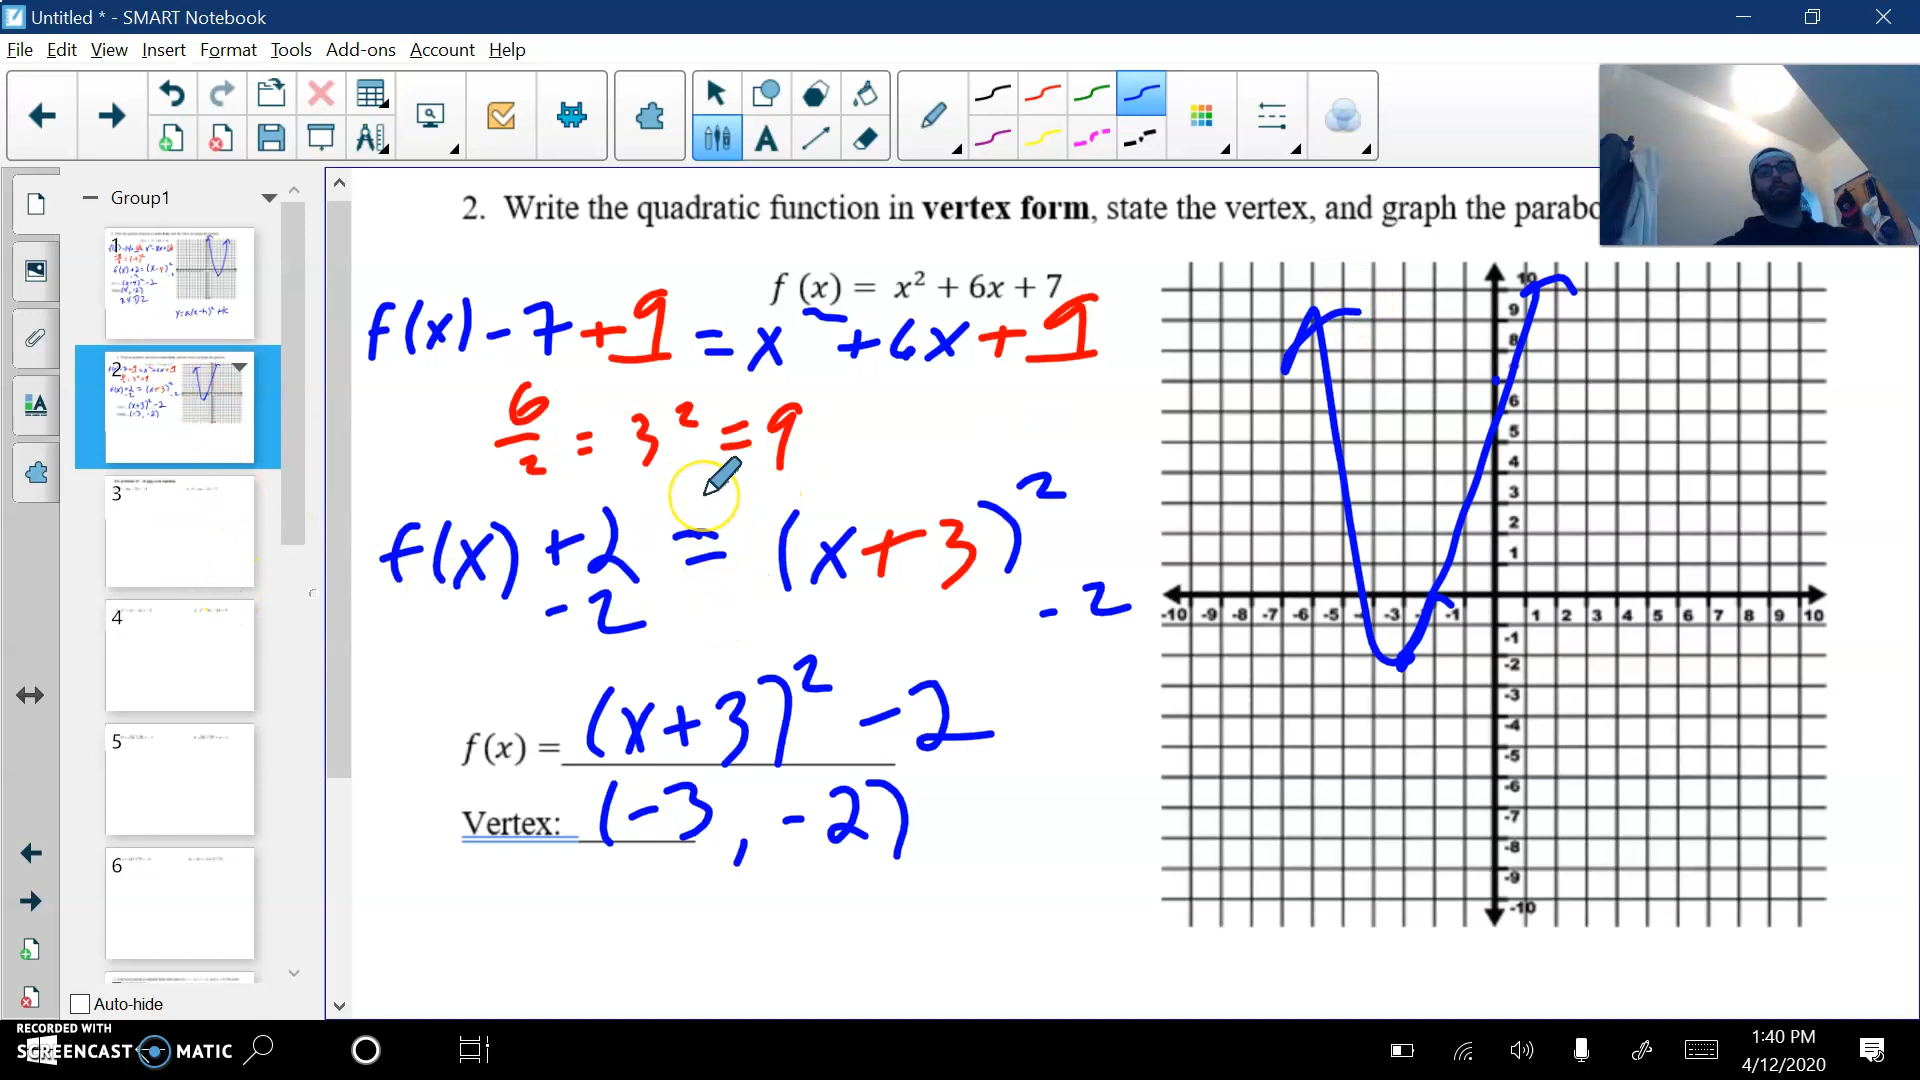 Untitled * - SMART Notebook
File Edit View Insert Format Tools Add-ons Account Help
Group1
1
2
3
4
5
6
Auto-hide
2. Write the quadratic function in vertex form, state the vertex, and graph the parabo
f (x) = x² + 6x + 7
f(x) - 7 + 9 = x² + 6x + 9
6/2 = 3² = 9
f(x) + 2 = (x + 3)²
-2 -2
f(x) = (x+3)² - 2
Vertex: (-3, -2)
10
9
8
6
5
4
3
2
1
-10 -9 -8 -7 -6 -5 -3 -1 1 2 3 4 5 6 7 8 9 10
-1
-2
-3
-4
-5
-6
-7
-8
-9
-10
RECORDED WITH
SCREENCAST MATIC
1:40 PM
4/12/2020